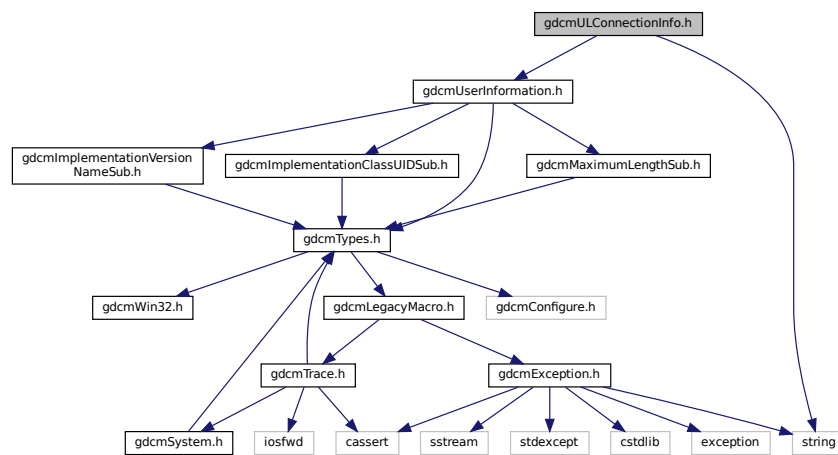 gdcmULConnectionInfo.h
gdcmUserInformation.h
gdcmImplementationVersion
NameSub.h
gdcmImplementationClassUIDSub.h
gdcmMaximumLengthSub.h
gdcmTypes.h
gdcmWin32.h
gdcmLegacyMacro.h
gdcmConfigure.h
gdcmTrace.h
gdcmException.h
gdcmSystem.h
iosfwd
cassert
sstream
stdexcept
cstdlib
exception
string